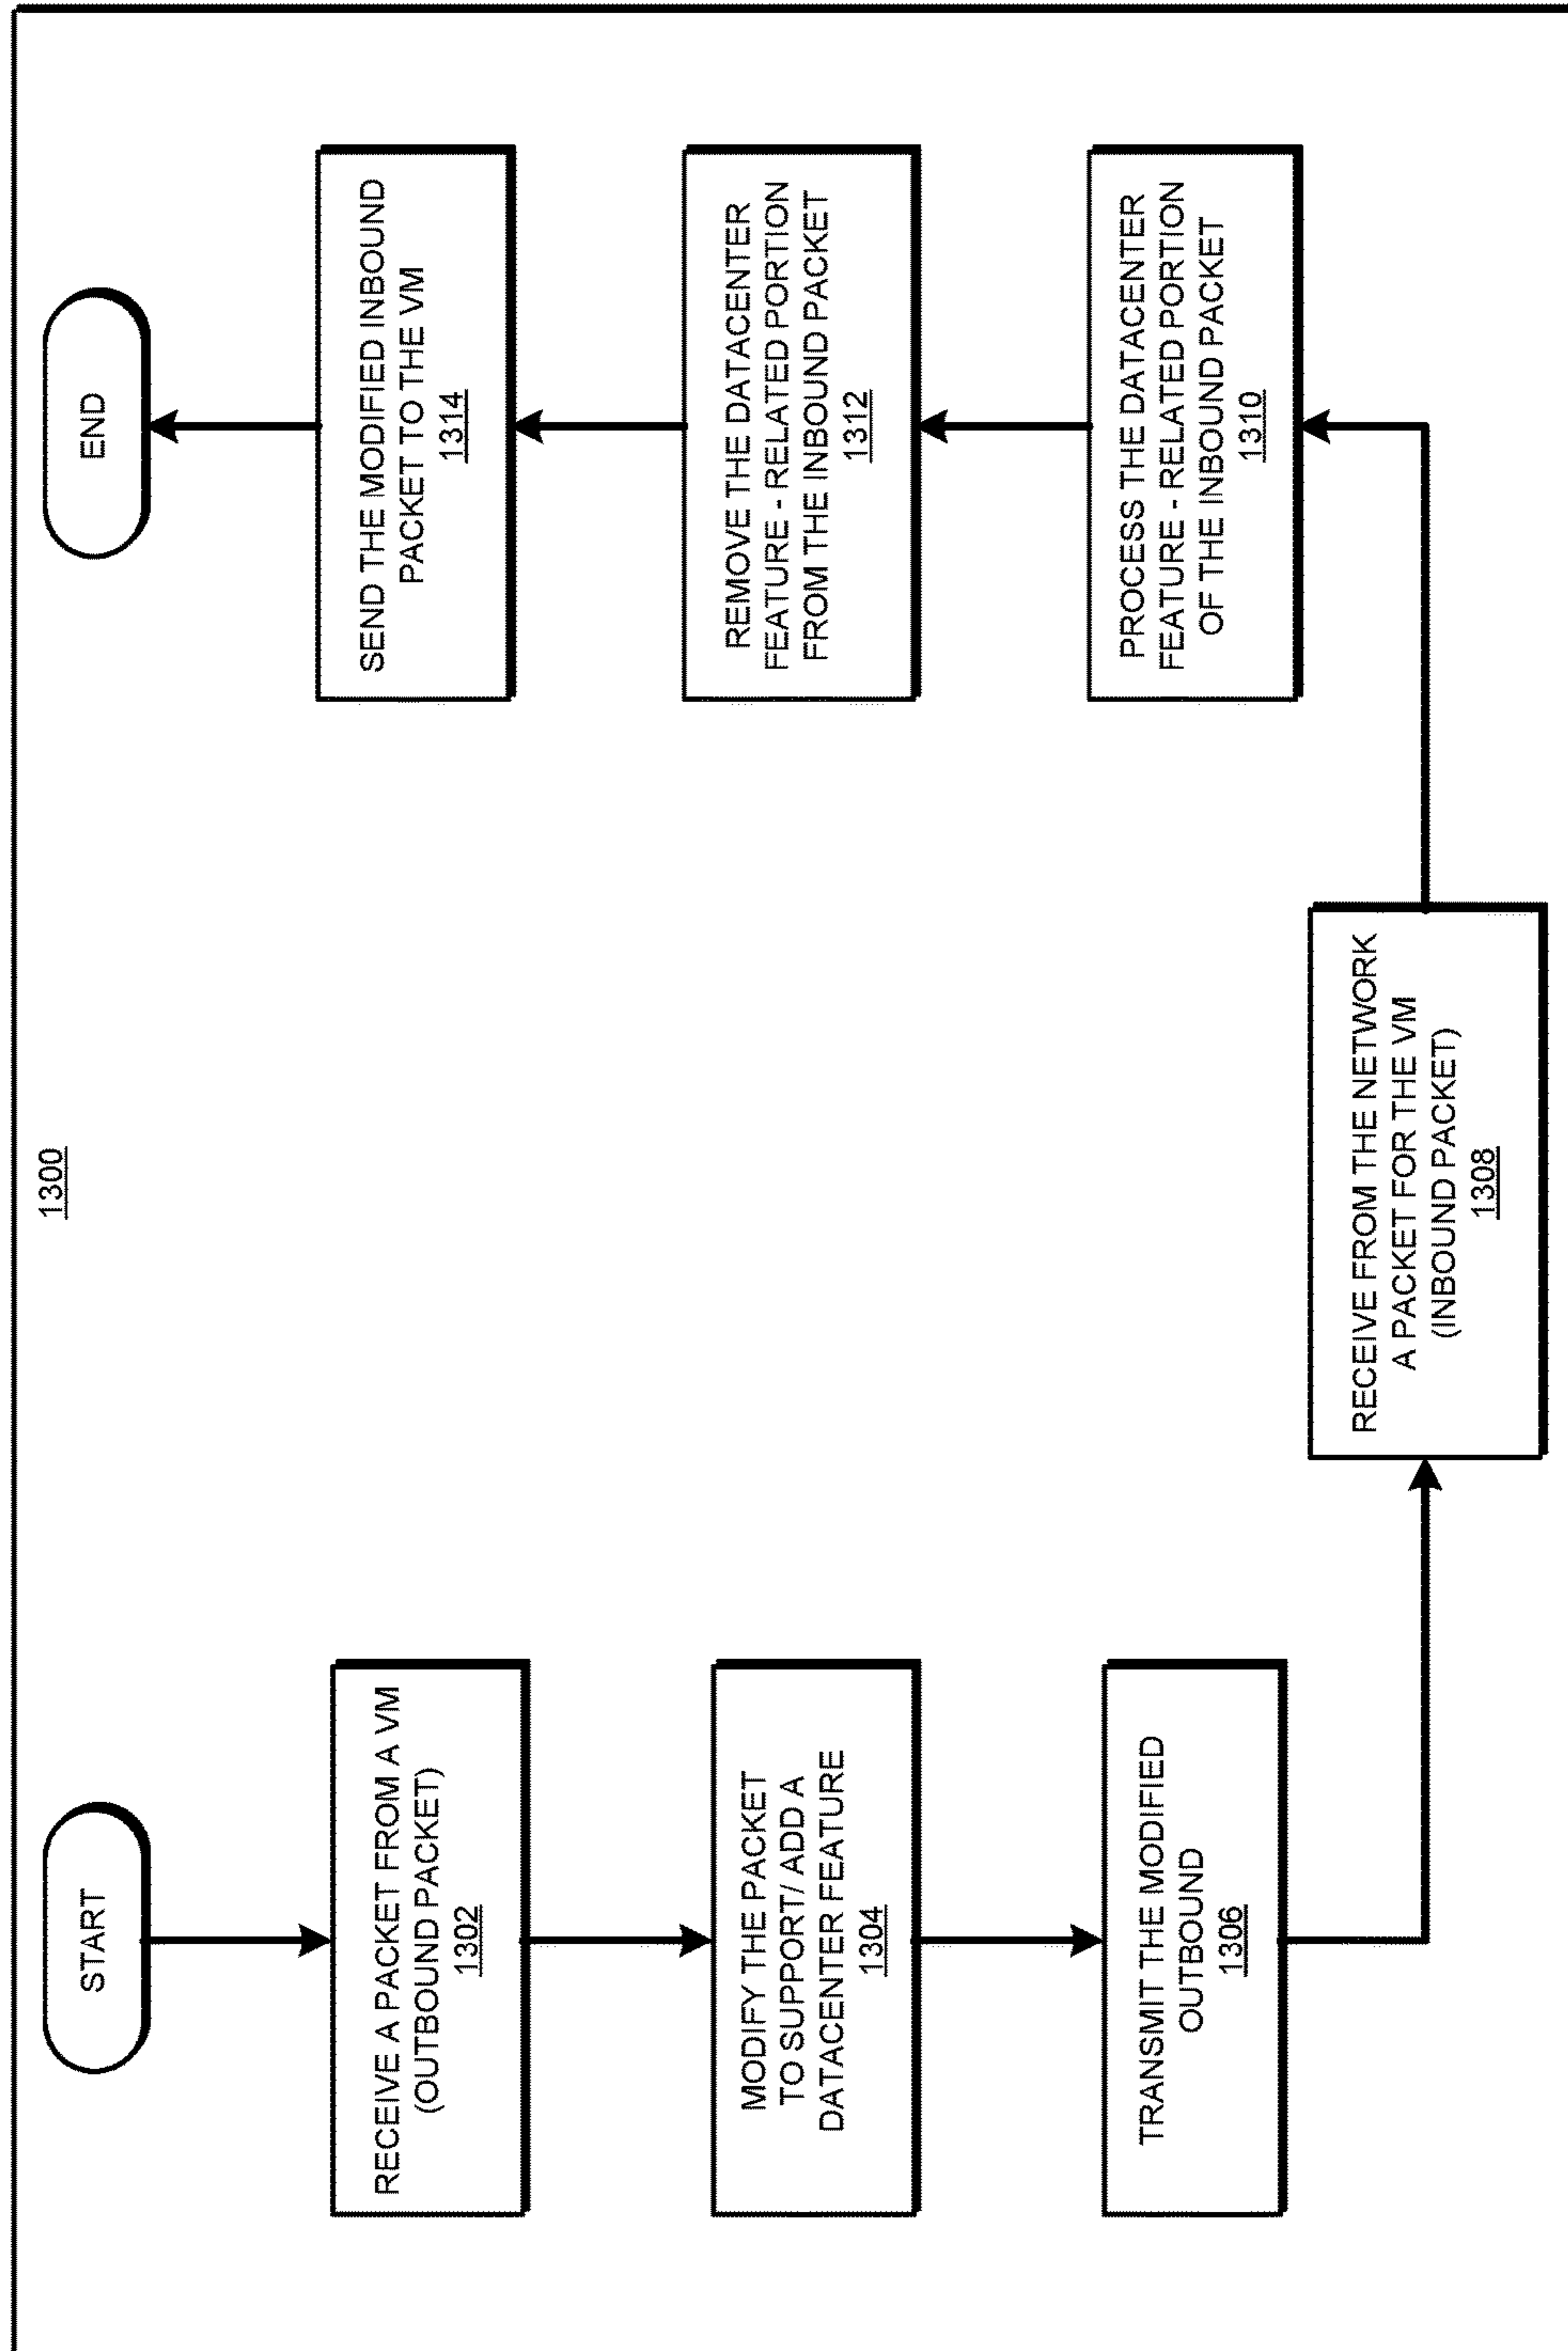 1300
START
RECEIVE A PACKET FROM A VM
(OUTBOUND PACKET)
1302
MODIFY THE PACKET
TO SUPPORT/ ADD A
DATACENTER FEATURE
1304
TRANSMIT THE MODIFIED
OUTBOUND
1306
RECEIVE FROM THE NETWORK
A PACKET FOR THE VM
(INBOUND PACKET)
1308
PROCESS THE DATACENTER
FEATURE - RELATED PORTION
OF THE INBOUND PACKET
1310
REMOVE THE DATACENTER
FEATURE - RELATED PORTION
FROM THE INBOUND PACKET
1312
SEND THE MODIFIED INBOUND
PACKET TO THE VM
1314
END